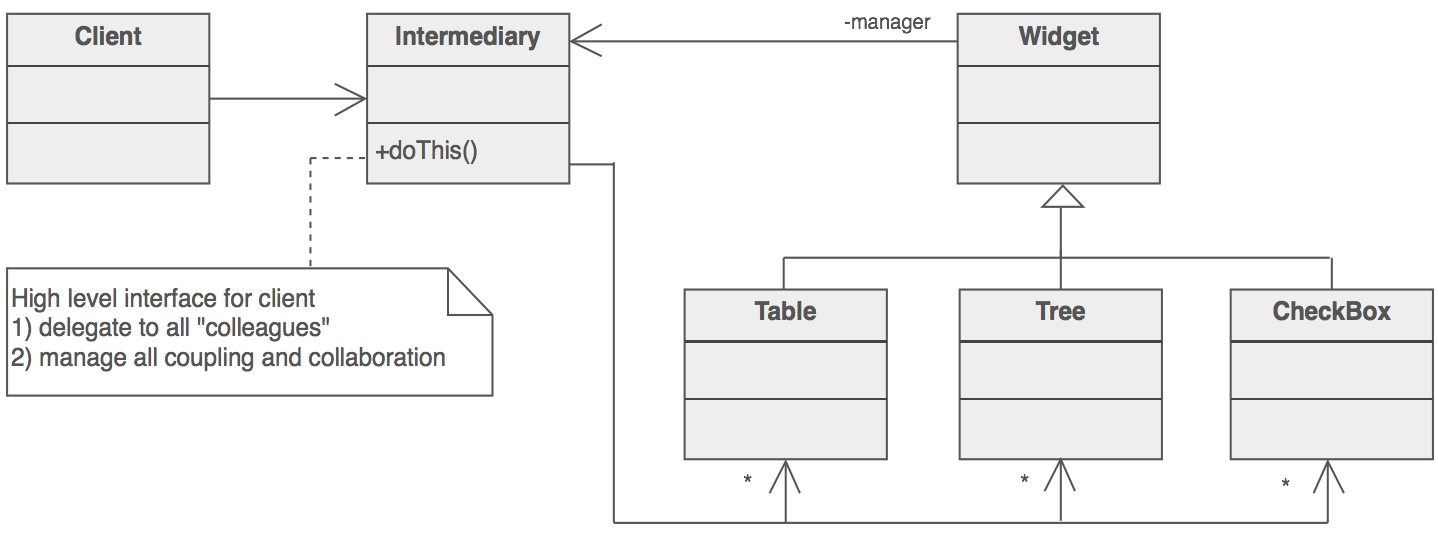 Client
Intermediary
-manager
Widget
+doThis()
High level interface for client
1) delegate to all "colleagues"
2) manage all coupling and collaboration
Table
Tree
CheckBox
*
*
*